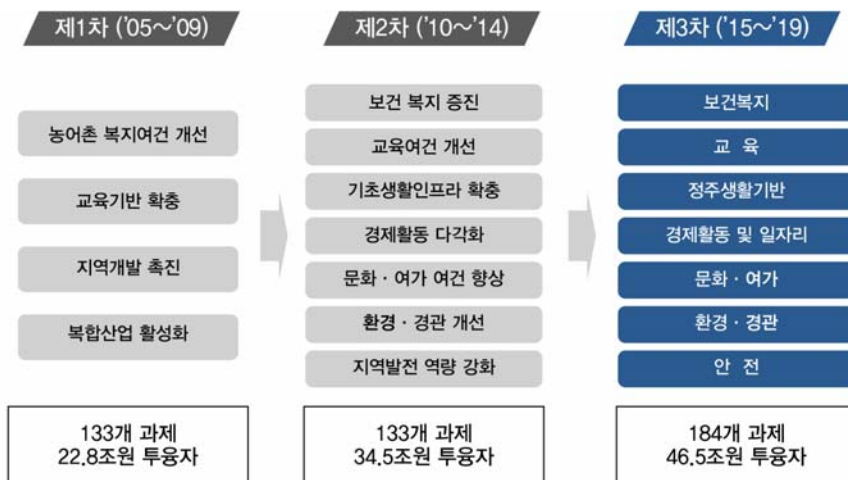 제1차 ('05～'09)
농어촌 복지여건 개선
교육기반 확충
지역개발 촉진
복합산업 활성화
133개 과제
22.8조원 투융자
제2차 ('10～'14)
보건 복지 증진
교육여건 개선
기초생활인프라 확충
경제활동 다각화
문화 · 여가 여건 향상
환경 · 경관 개선
지역발전 역량 강화
133개 과제
34.5조원 투융자
제3차 ('15～'19)
보건복지
교 육
정주생활기반
경제활동 및 일자리
문화 · 여가
환경 · 경관
안 전
184개 과제
46.5조원 투융자